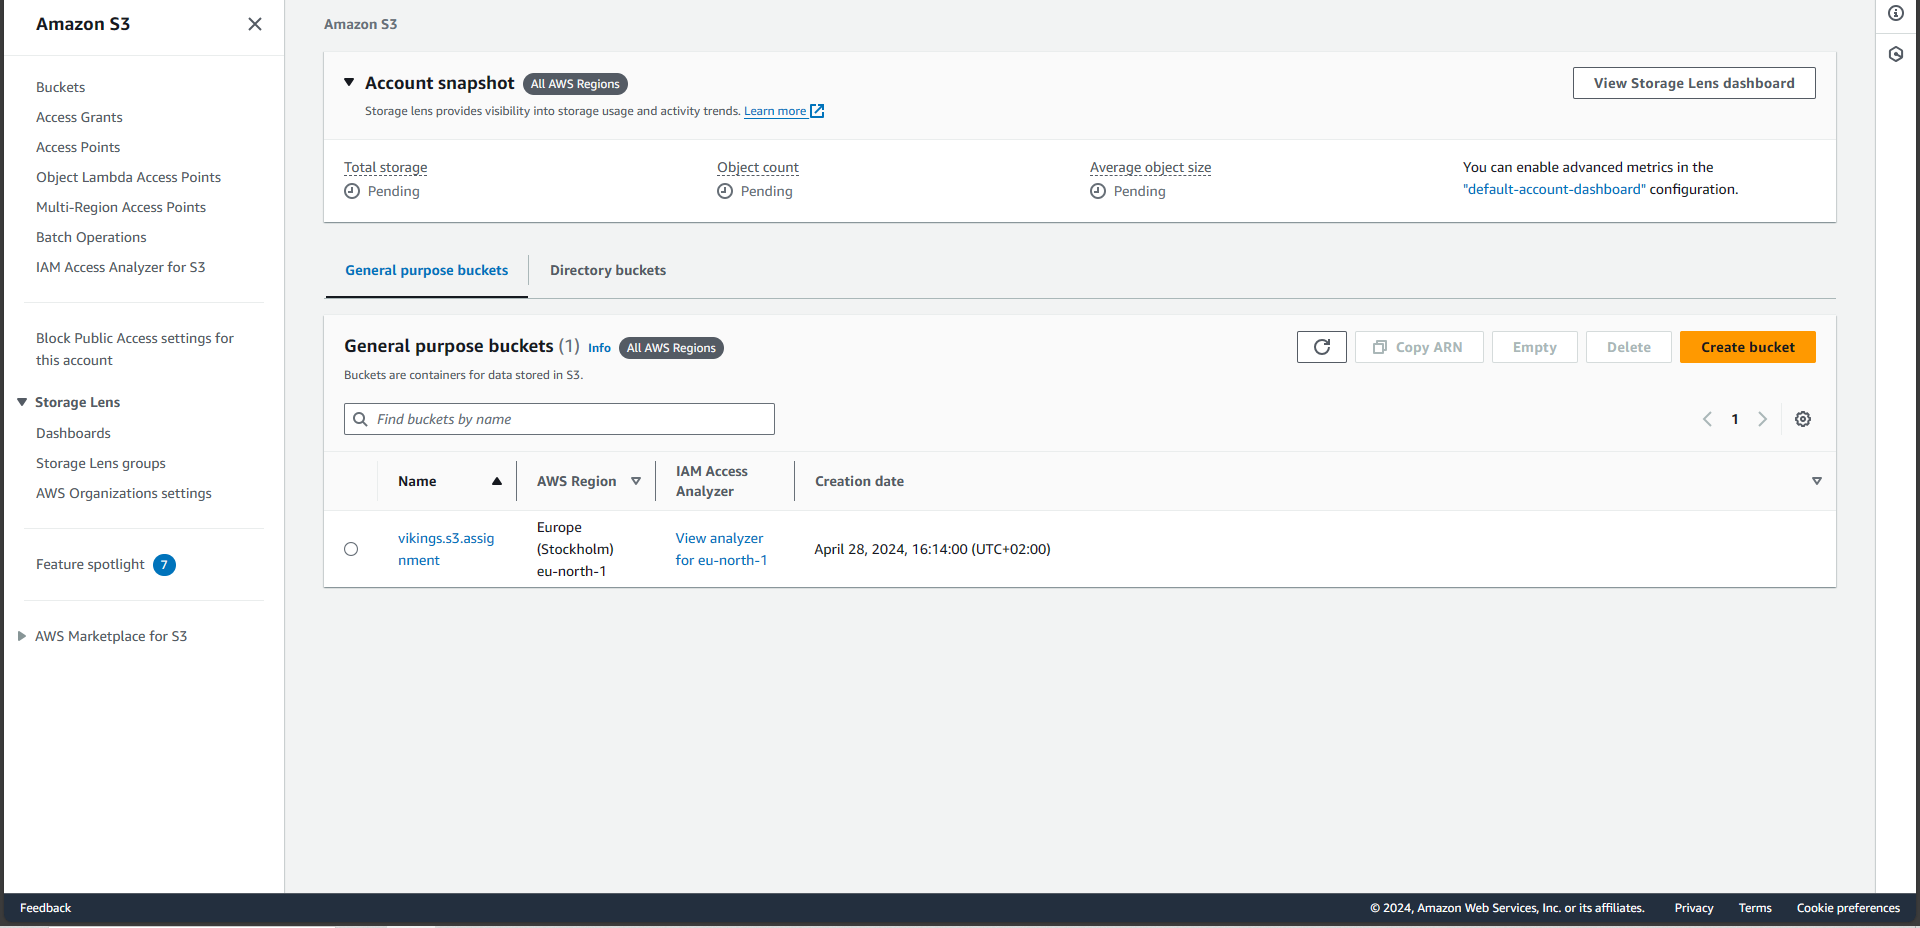 Amazon S3
Buckets
Access Grants
Access Points
Object Lambda Access Points
Multi-Region Access Points
Batch Operations
IAM Access Analyzer for S3
Block Public Access settings for
this account
Storage Lens
Dashboards
Storage Lens groups
AWS Organizations settings
Feature spotlight 7
AWS Marketplace for S3
Amazon S3
Account snapshot All AWS Regions
View Storage Lens dashboard
Storage lens provides visibility into storage usage and activity trends. Learn more
Total storage
Pending
Object count
Pending
Average object size
Pending
You can enable advanced metrics in the
"default-account-dashboard" configuration.
General purpose buckets
Directory buckets
General purpose buckets (1) Info All AWS Regions
Buckets are containers for data stored in S3.
Copy ARN
Empty
Delete
Create bucket
Find buckets by name
1
Name
AWS Region
IAM Access
Analyzer
Creation date
vikings.s3.assig
nment
Europe
(Stockholm)
eu-north-1
View analyzer
for eu-north-1
April 28, 2024, 16:14:00 (UTC+02:00)
Feedback
© 2024, Amazon Web Services, Inc. or its affiliates.
Privacy
Terms
Cookie preferences